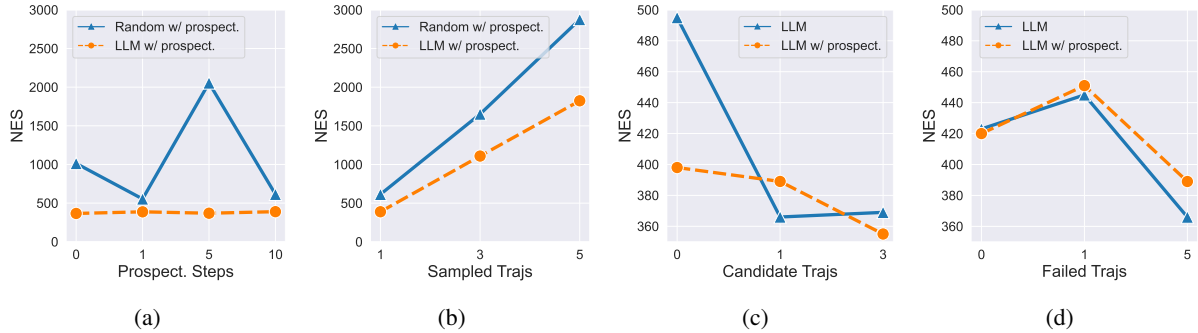 3000
2500
2000
1500
1000
500
0
NES
Random w/ prospect.
LLM w/ prospect.
0 1 5 10
Prospect. Steps
(a)
3000
2500
2000
1500
1000
500
0
NES
Random w/ prospect.
LLM w/ prospect.
1 3 5
Sampled Trajs
(b)
500
480
460
440
420
400
380
360
NES
LLM
LLM w/ prospect.
0 1 3
Candidate Trajs
(c)
500
480
460
440
420
400
380
360
NES
LLM
LLM w/ prospect.
0 1 5
Failed Trajs
(d)